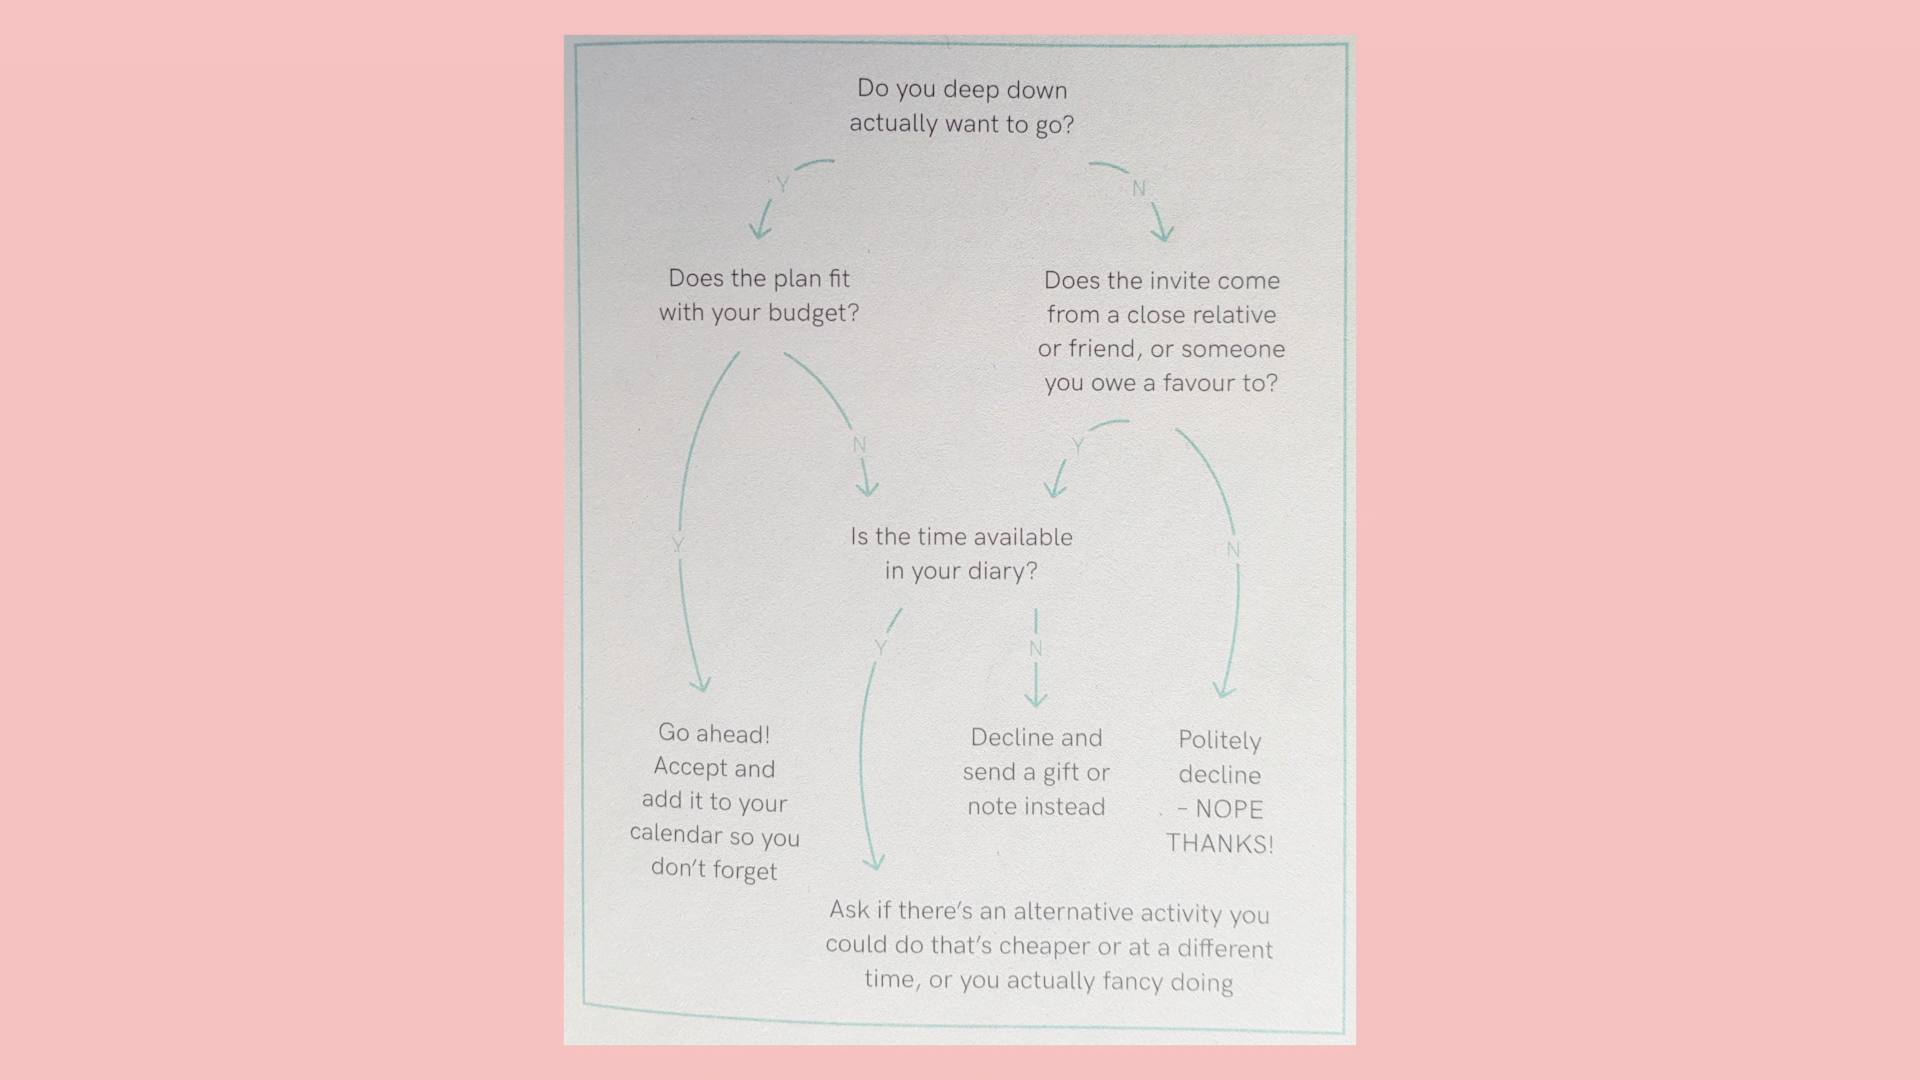 Do you deep down
actually want to go?
Y
N
Does the plan fit
with your budget?
Does the invite come
from a close relative
or friend, or someone
you owe a favour to?
N
Y
Y
N
Is the time available
in your diary?
Y
N
Go ahead!
Accept and
add it to your
calendar so you
don't forget
Decline and
send a gift or
note instead
Politely
decline
– NOPE
THANKS!
Ask if there's an alternative activity you
could do that's cheaper or at a different
time, or you actually fancy doing